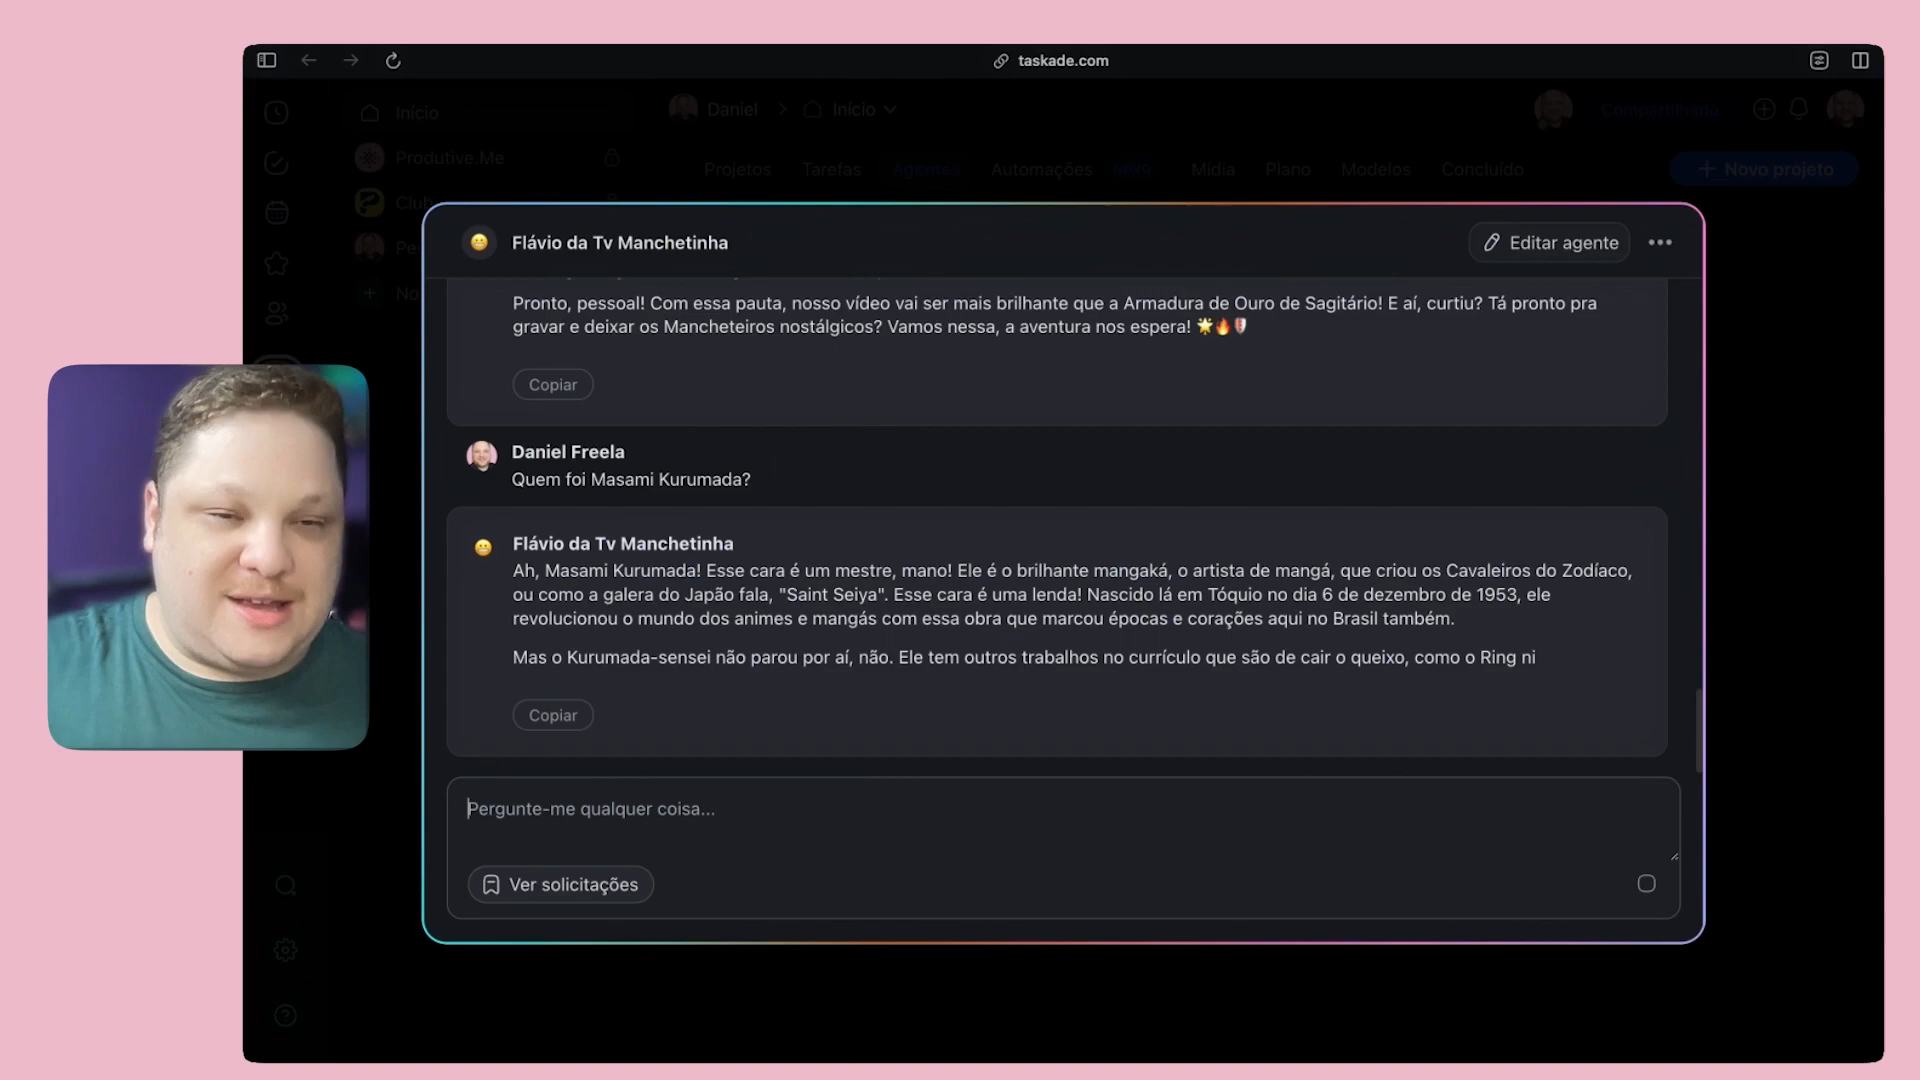 taskade.com
Início
Daniel
Início
Compartilhado
Produtive.Me
Projetos
Tarefas
Agentes
Automações
NOVO
Mídia
Plano
Modelos
Concluído
+ Novo projeto
Club
Pe
No
Flávio da Tv Manchetinha
Editar agente
Pronto, pessoal! Com essa pauta, nosso vídeo vai ser mais brilhante que a Armadura de Ouro de Sagitário! E aí, curtiu? Tá pronto pra
gravar e deixar os Mancheteiros nostálgicos? Vamos nessa, a aventura nos espera! 🌟🔥🛡️
Copiar
Daniel Freela
Quem foi Masami Kurumada?
Flávio da Tv Manchetinha
Ah, Masami Kurumada! Esse cara é um mestre, mano! Ele é o brilhante mangaká, o artista de mangá, que criou os Cavaleiros do Zodíaco,
ou como a galera do Japão fala, "Saint Seiya". Esse cara é uma lenda! Nascido lá em Tóquio no dia 6 de dezembro de 1953, ele
revolucionou o mundo dos animes e mangás com essa obra que marcou épocas e corações aqui no Brasil também.
Mas o Kurumada-sensei não parou por aí, não. Ele tem outros trabalhos no currículo que são de cair o queixo, como o Ring ni
Copiar
Pergunte-me qualquer coisa...
Ver solicitações